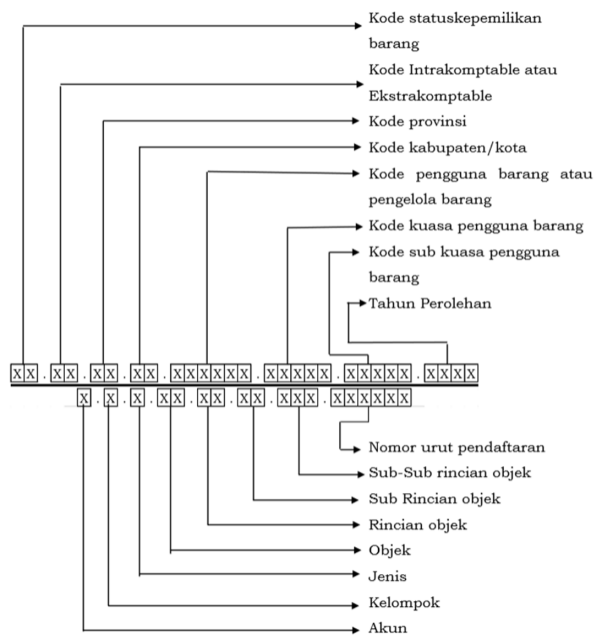 Kode statuskepemilikan
barang
Kode Intrakomptable atau
Ekstrakomptable
Kode provinsi
Kode kabupaten/kota
Kode pengguna barang atau
pengelola barang
Kode kuasa pengguna barang
Kode sub kuasa pengguna
barang
Tahun Perolehan
XX.XX.XX.XX.XXXXXX.XXXXX.XXXXX.XXXX
X.X.X.XX.XX.XX.XXX.XXXXXX
Nomor urut pendaftaran
Sub-Sub rincian objek
Sub Rincian objek
Rincian objek
Objek
Jenis
Kelompok
Akun